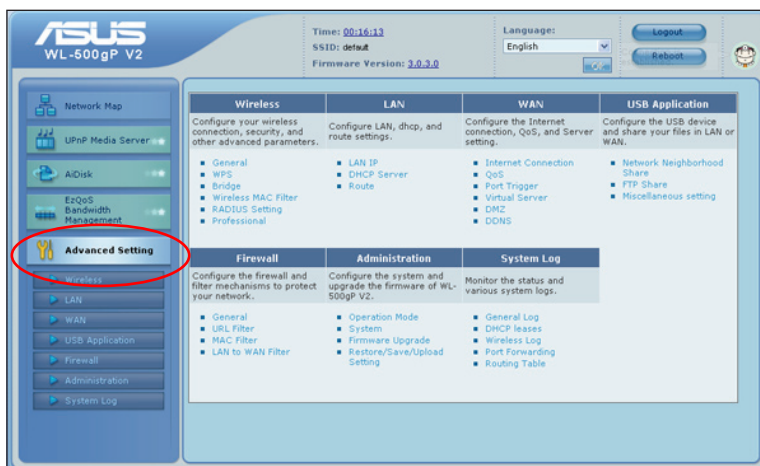 ASUS
WL-500gP V2
Time: 00:16:13
SSID: default
Firmware Version: 3.0.3.0
Language:
English
Logout
Reboot
Network Map
UPnP Media Server
AiDisk
EzQoS
Bandwidth
Management
Advanced Setting
Wireless
LAN
WAN
USB Application
Firewall
Administration
System Log
Wireless
Configure your wireless
connection, security, and
other advanced parameters.
General
WPS
Bridge
Wireless MAC Filter
RADIUS Setting
Professional
LAN
Configure LAN, dhcp, and
route settings.
LAN IP
DHCP Server
Route
WAN
Configure the Internet
connection, QoS, and Server
setting.
Internet Connection
QoS
Port Trigger
Virtual Server
DMZ
DDNS
USB Application
Configure the USB device
and share your files in LAN or
WAN.
Network Neighborhood
Share
FTP Share
Miscellaneous setting
Firewall
Configure the firewall and
filter mechanisms to protect
your network.
General
URL Filter
MAC Filter
LAN to WAN Filter
Administration
Configure the system and
upgrade the firmware of WL-
500gP V2.
Operation Mode
System
Firmware Upgrade
Restore/Save/Upload
Setting
System Log
Monitor the status and
various system logs.
General Log
DHCP leases
Wireless Log
Port Forwarding
Routing Table